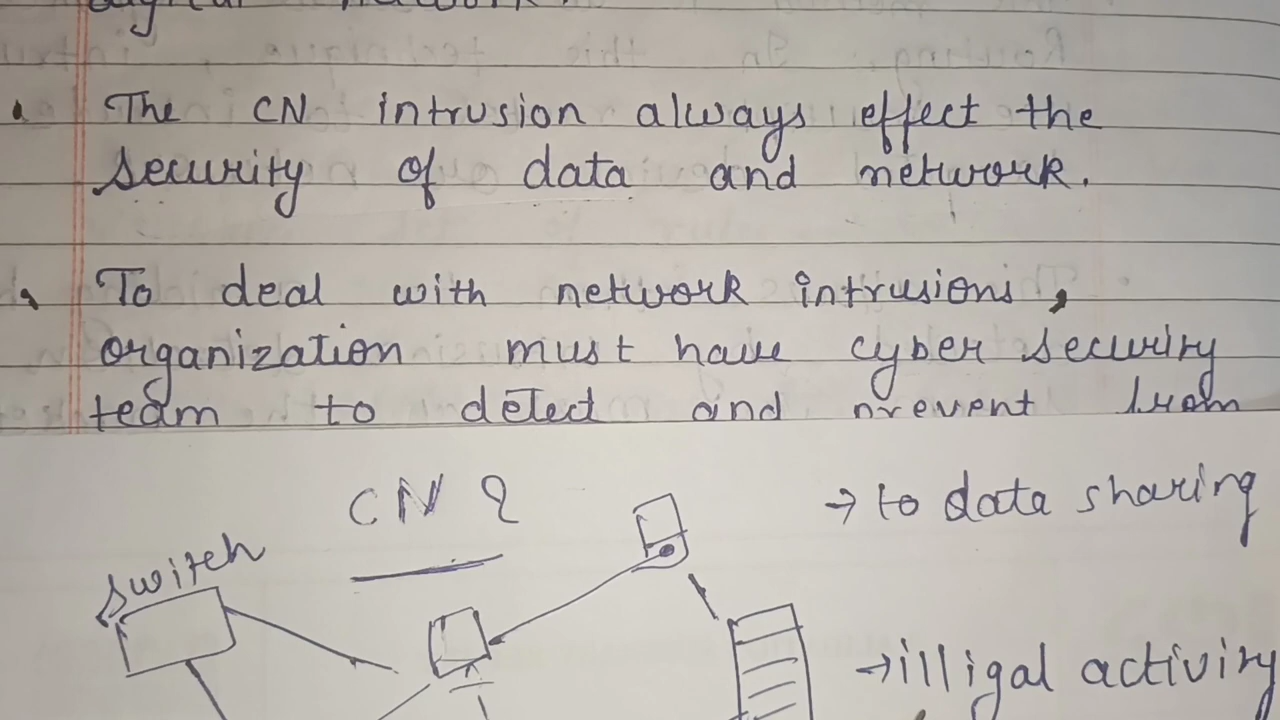 network
• The CN intrusion always effect the
security of data and network.
• To deal with network intrusions,
organization must have cyber security
team to detect and prevent from
CN ?
→ to data sharing
switch
→ illigal activity